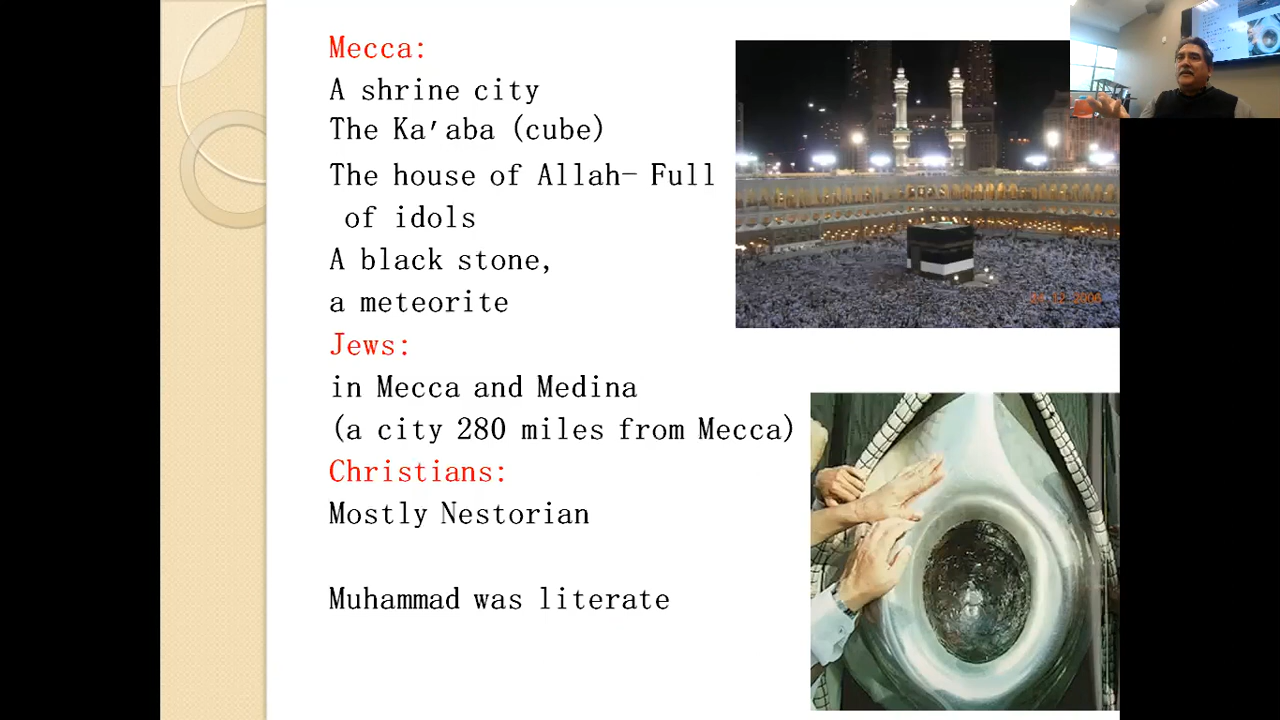 Mecca:
A shrine city
The Ka'aba (cube)
The house of Allah- Full
of idols
A black stone,
a meteorite
Jews:
in Mecca and Medina
(a city 280 miles from Mecca)
Christians:
Mostly Nestorian
Muhammad was literate